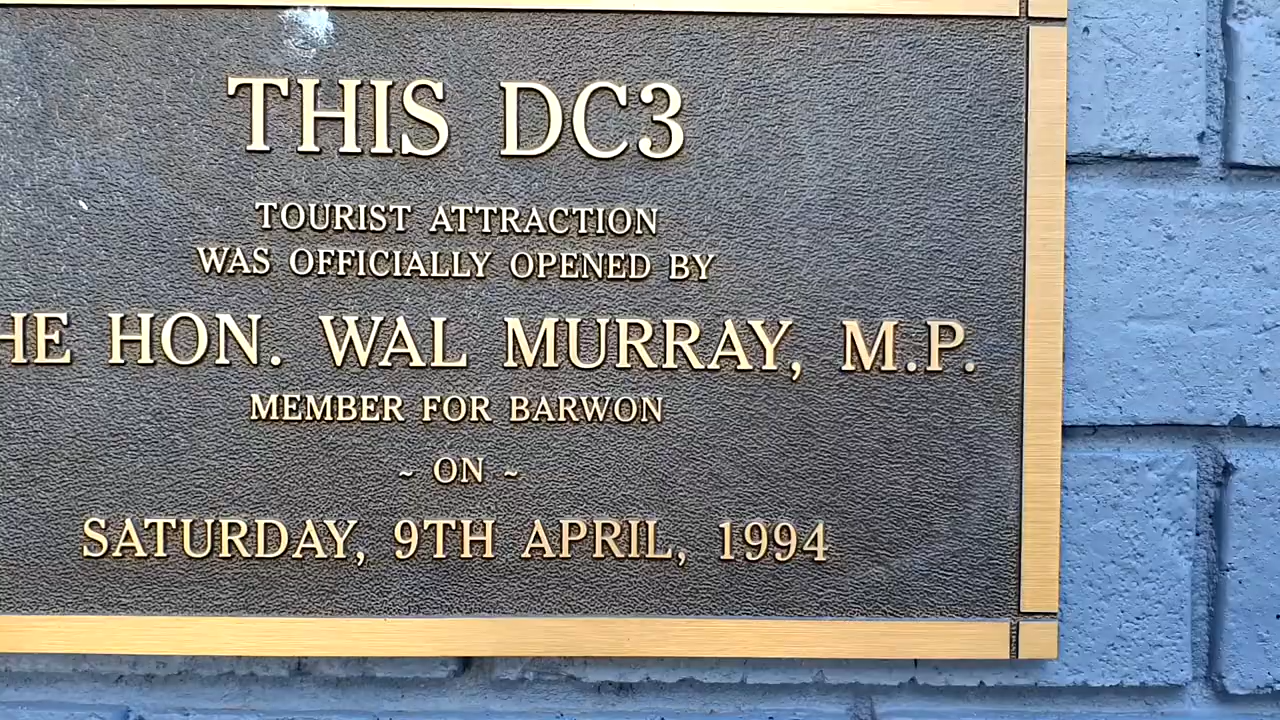 THIS DC3
TOURIST ATTRACTION
WAS OFFICIALLY OPENED BY
HE HON. WAL MURRAY, M.P.
MEMBER FOR BARWON
~ ON ~
SATURDAY, 9TH APRIL, 1994